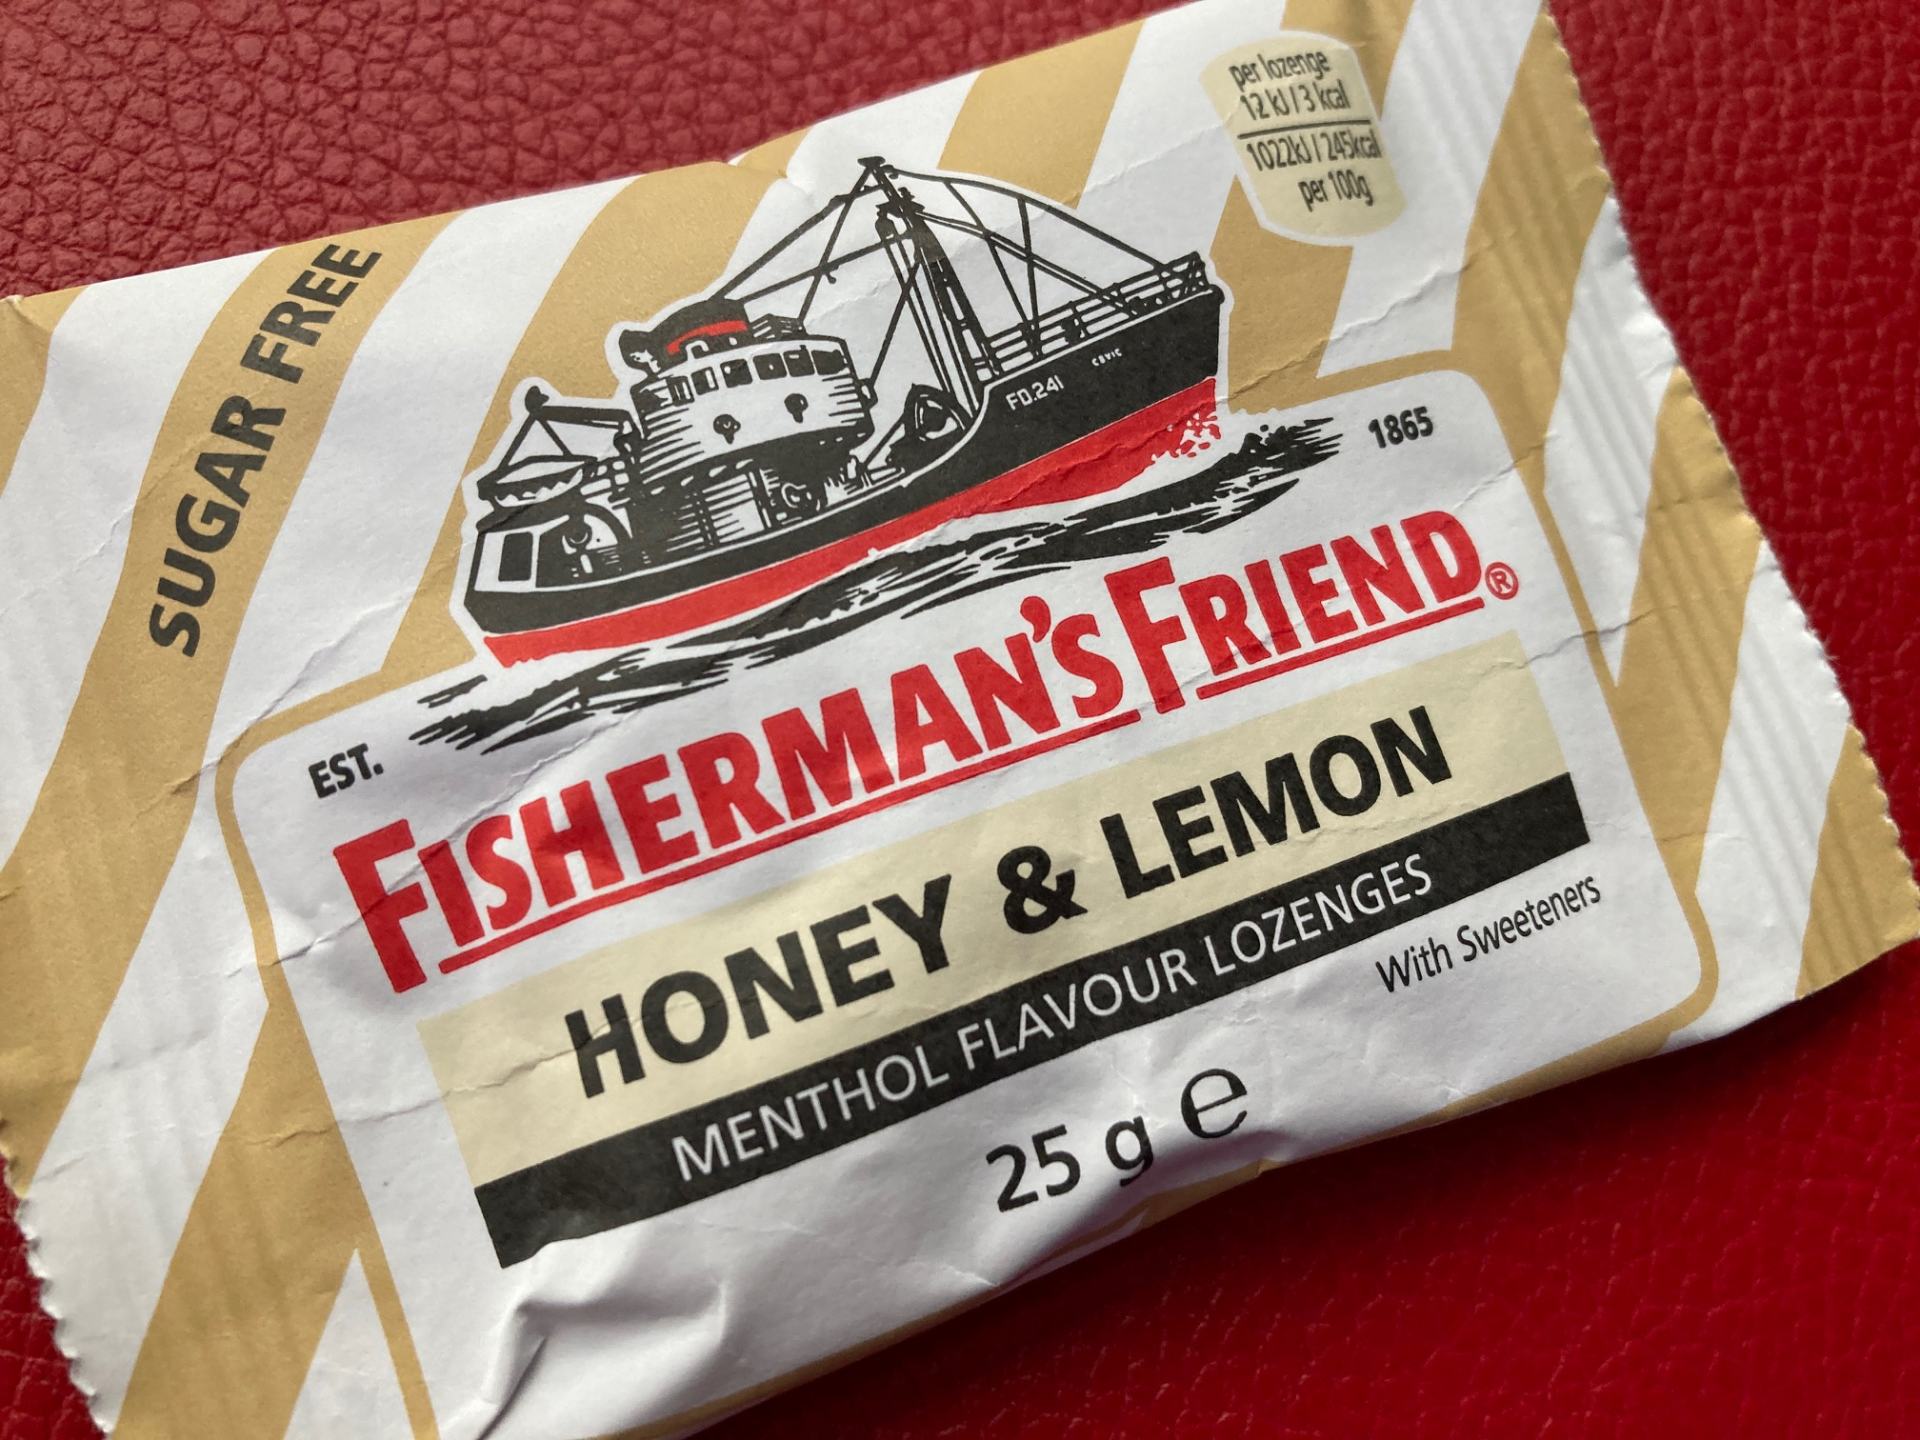 per lozenge
12 kJ / 3 kcal
1022kJ / 245kcal
per 100g
SUGAR FREE
FD.241
CEVIC
EST.
1865
FISHERMAN'S FRIEND®
HONEY & LEMON
MENTHOL FLAVOUR LOZENGES
With Sweeteners
25 g ℮